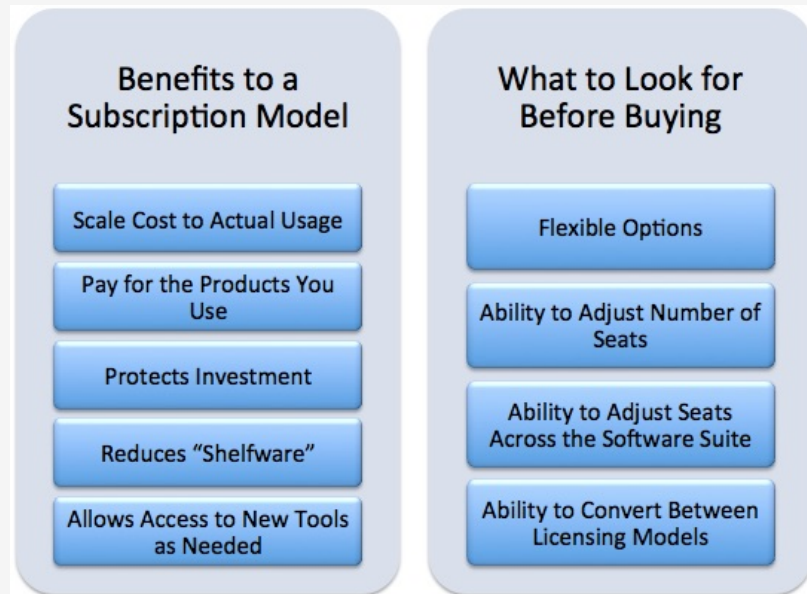 Benefits to a
Subscription Model
Scale Cost to Actual Usage
Pay for the Products You
Use
Protects Investment
Reduces “Shelfware”
Allows Access to New Tools
as Needed
What to Look for
Before Buying
Flexible Options
Ability to Adjust Number of
Seats
Ability to Adjust Seats
Across the Software Suite
Ability to Convert Between
Licensing Models